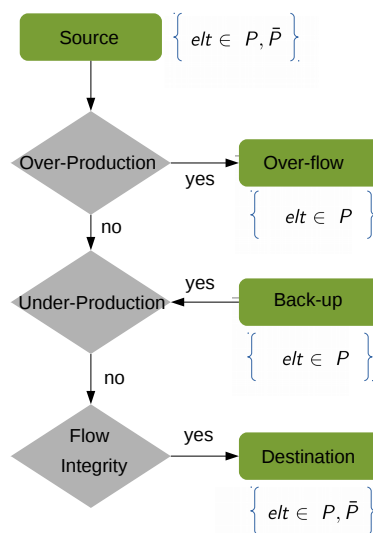 Source
{ elt ∈ P, P̄ }
Over-Production
yes
Over-flow
{ elt ∈ P }
no
Under-Production
yes
Back-up
{ elt ∈ P }
no
Flow
Integrity
yes
Destination
{ elt ∈ P, P̄ }